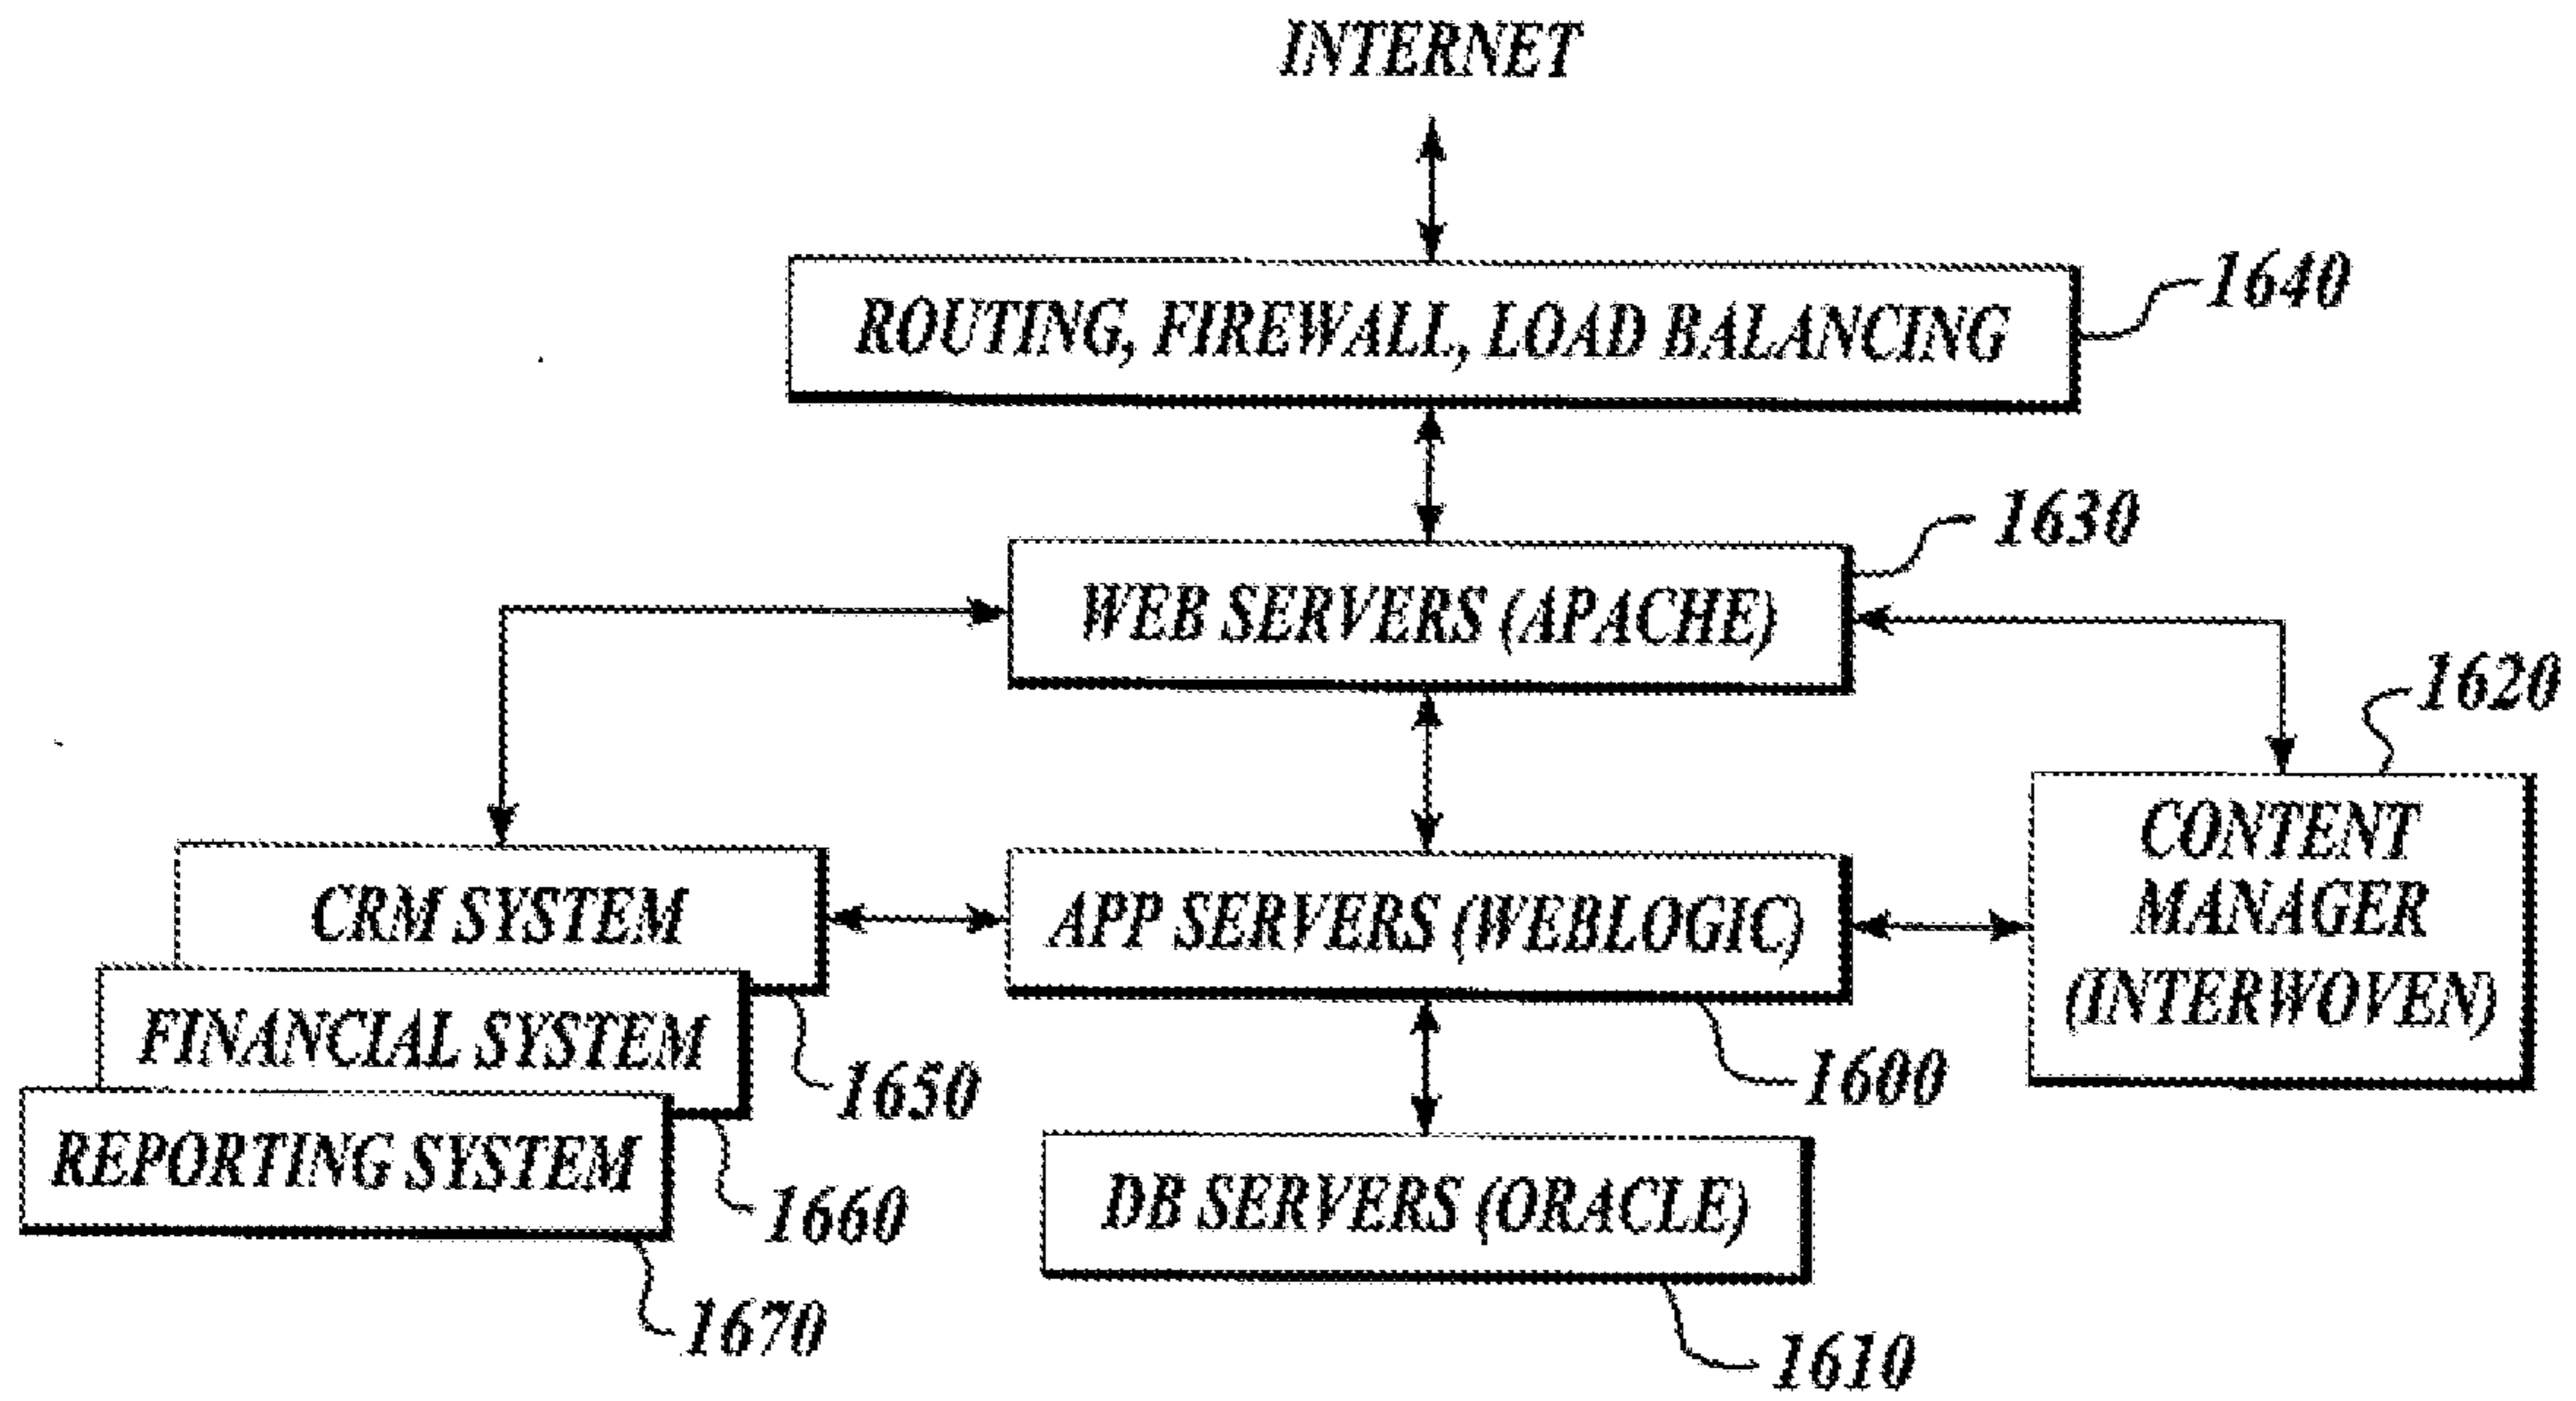 INTERNET
ROUTING, FIREWALL, LOAD BALANCING
1640
WEB SERVERS (APACHE)
1630
1620
CONTENT
MANAGER
(INTERWOVEN)
CRM SYSTEM
APP SERVERS (WEBLOGIC)
FINANCIAL SYSTEM
1650
1600
REPORTING SYSTEM
1660
DB SERVERS (ORACLE)
1670
1610